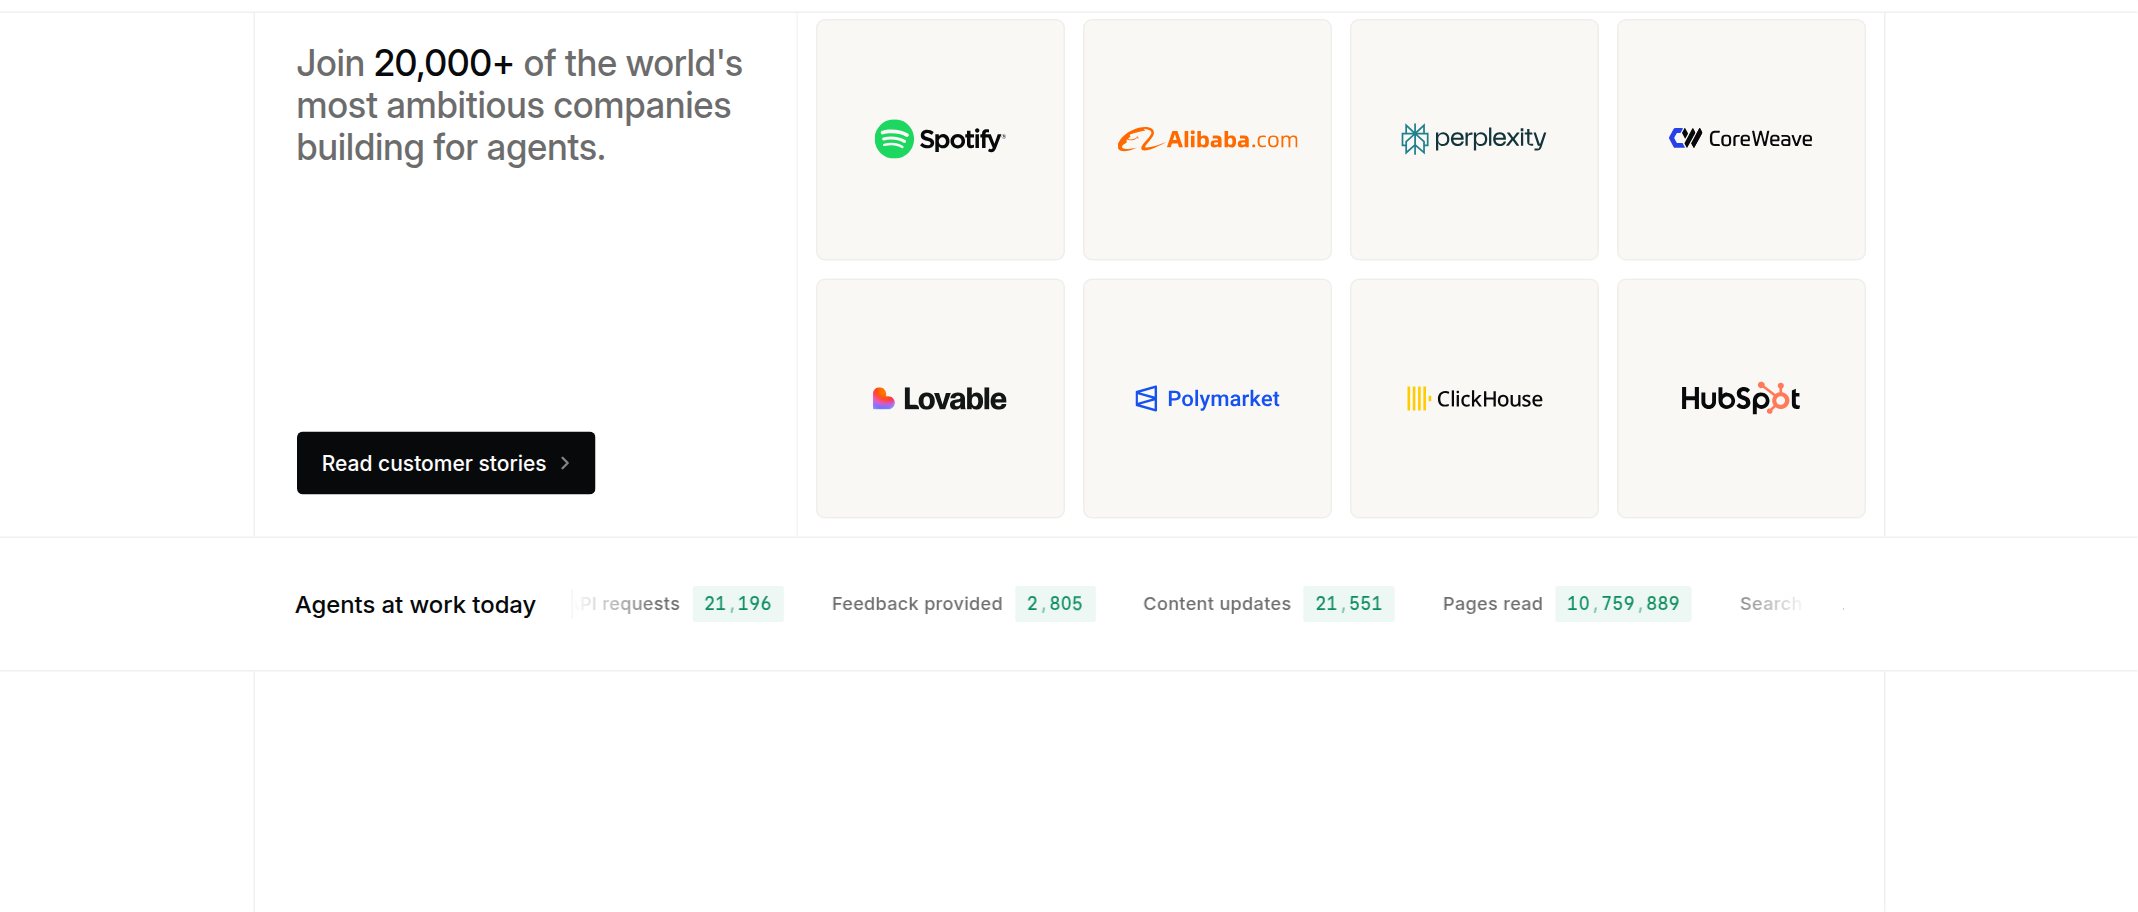 Join 20,000+ of the world's
most ambitious companies
building for agents.
Read customer stories
Spotify
Alibaba.com
perplexity
CoreWeave
Lovable
Polymarket
ClickHouse
HubSpot
Agents at work today
PI requests 21,196
Feedback provided 2,805
Content updates 21,551
Pages read 10,759,889
Search